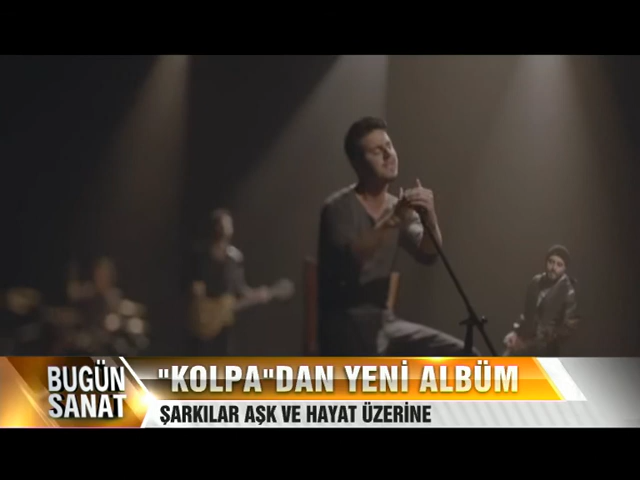 BUGÜN
SANAT
"KOLPA"DAN YENİ ALBÜM
ŞARKILAR AŞK VE HAYAT ÜZERİNE